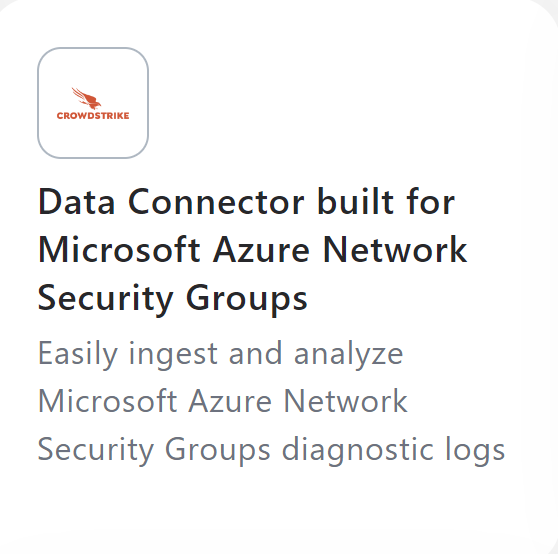 CROWDSTRIKE
Data Connector built for
Microsoft Azure Network
Security Groups
Easily ingest and analyze
Microsoft Azure Network
Security Groups diagnostic logs